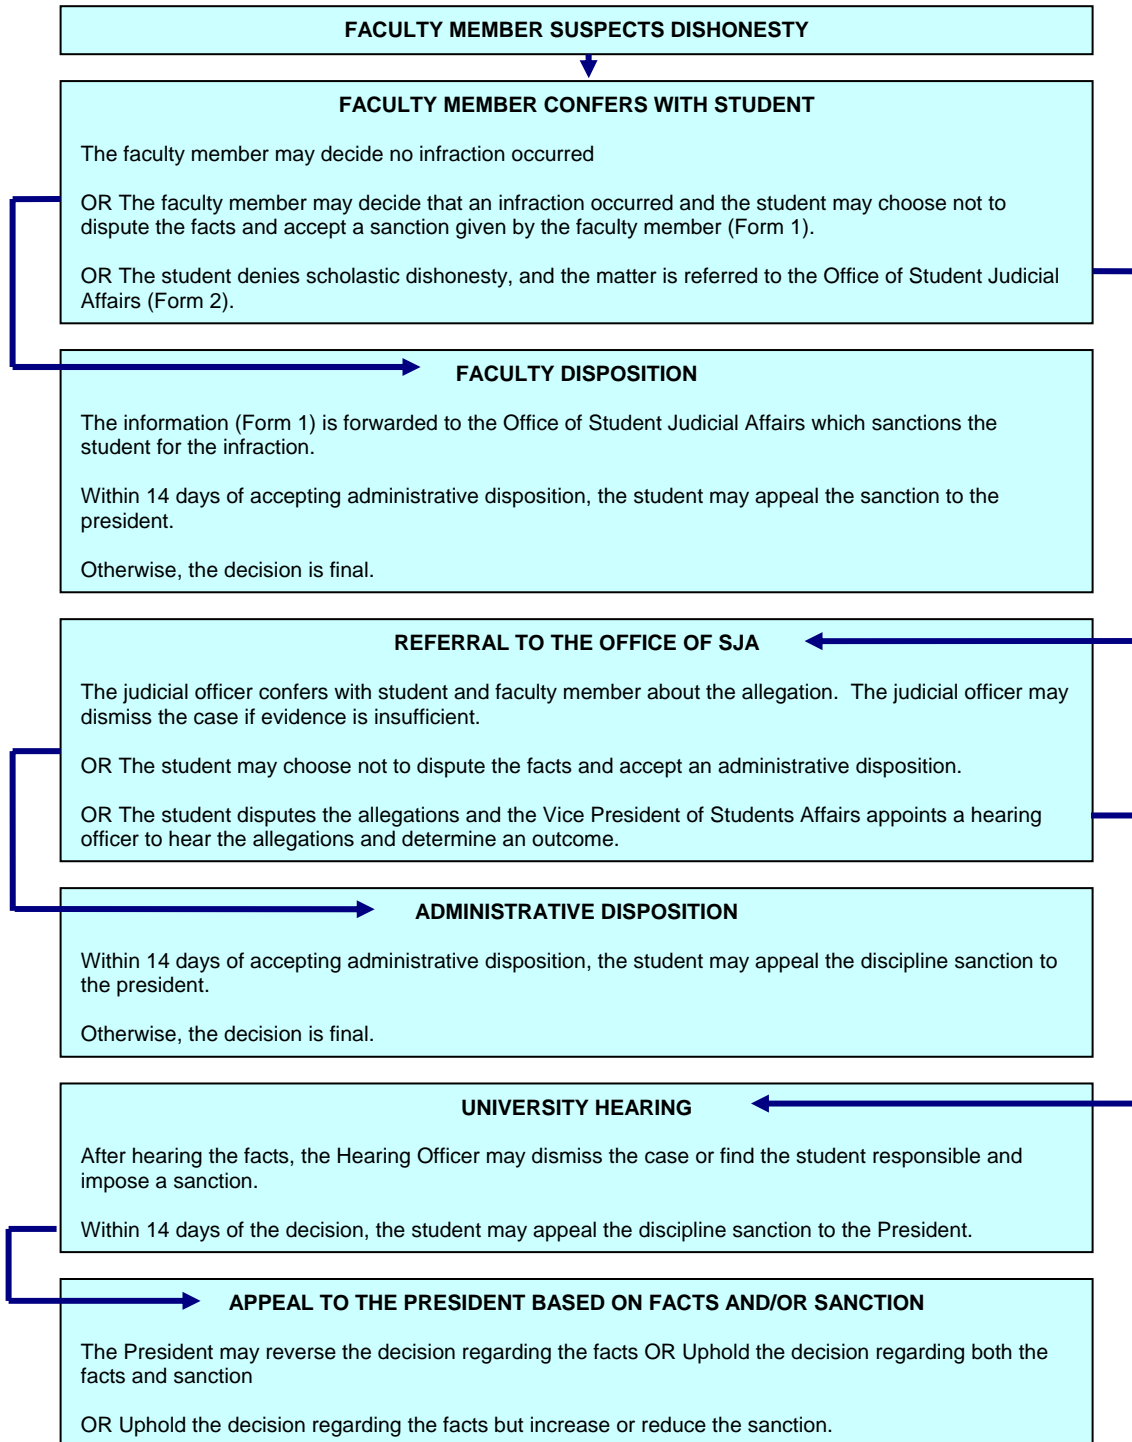 FACULTY MEMBER SUSPECTS DISHONESTY
FACULTY MEMBER CONFERS WITH STUDENT
The faculty member may decide no infraction occurred
OR The faculty member may decide that an infraction occurred and the student may choose not to
dispute the facts and accept a sanction given by the faculty member (Form 1).
OR The student denies scholastic dishonesty, and the matter is referred to the Office of Student Judicial
Affairs (Form 2).
FACULTY DISPOSITION
The information (Form 1) is forwarded to the Office of Student Judicial Affairs which sanctions the
student for the infraction.
Within 14 days of accepting administrative disposition, the student may appeal the sanction to the
president.
Otherwise, the decision is final.
REFERRAL TO THE OFFICE OF SJA
The judicial officer confers with student and faculty member about the allegation.  The judicial officer may
dismiss the case if evidence is insufficient.
OR The student may choose not to dispute the facts and accept an administrative disposition.
OR The student disputes the allegations and the Vice President of Students Affairs appoints a hearing
officer to hear the allegations and determine an outcome.
ADMINISTRATIVE DISPOSITION
Within 14 days of accepting administrative disposition, the student may appeal the discipline sanction to
the president.
Otherwise, the decision is final.
UNIVERSITY HEARING
After hearing the facts, the Hearing Officer may dismiss the case or find the student responsible and
impose a sanction.
Within 14 days of the decision, the student may appeal the discipline sanction to the President.
APPEAL TO THE PRESIDENT BASED ON FACTS AND/OR SANCTION
The President may reverse the decision regarding the facts OR Uphold the decision regarding both the
facts and sanction
OR Uphold the decision regarding the facts but increase or reduce the sanction.